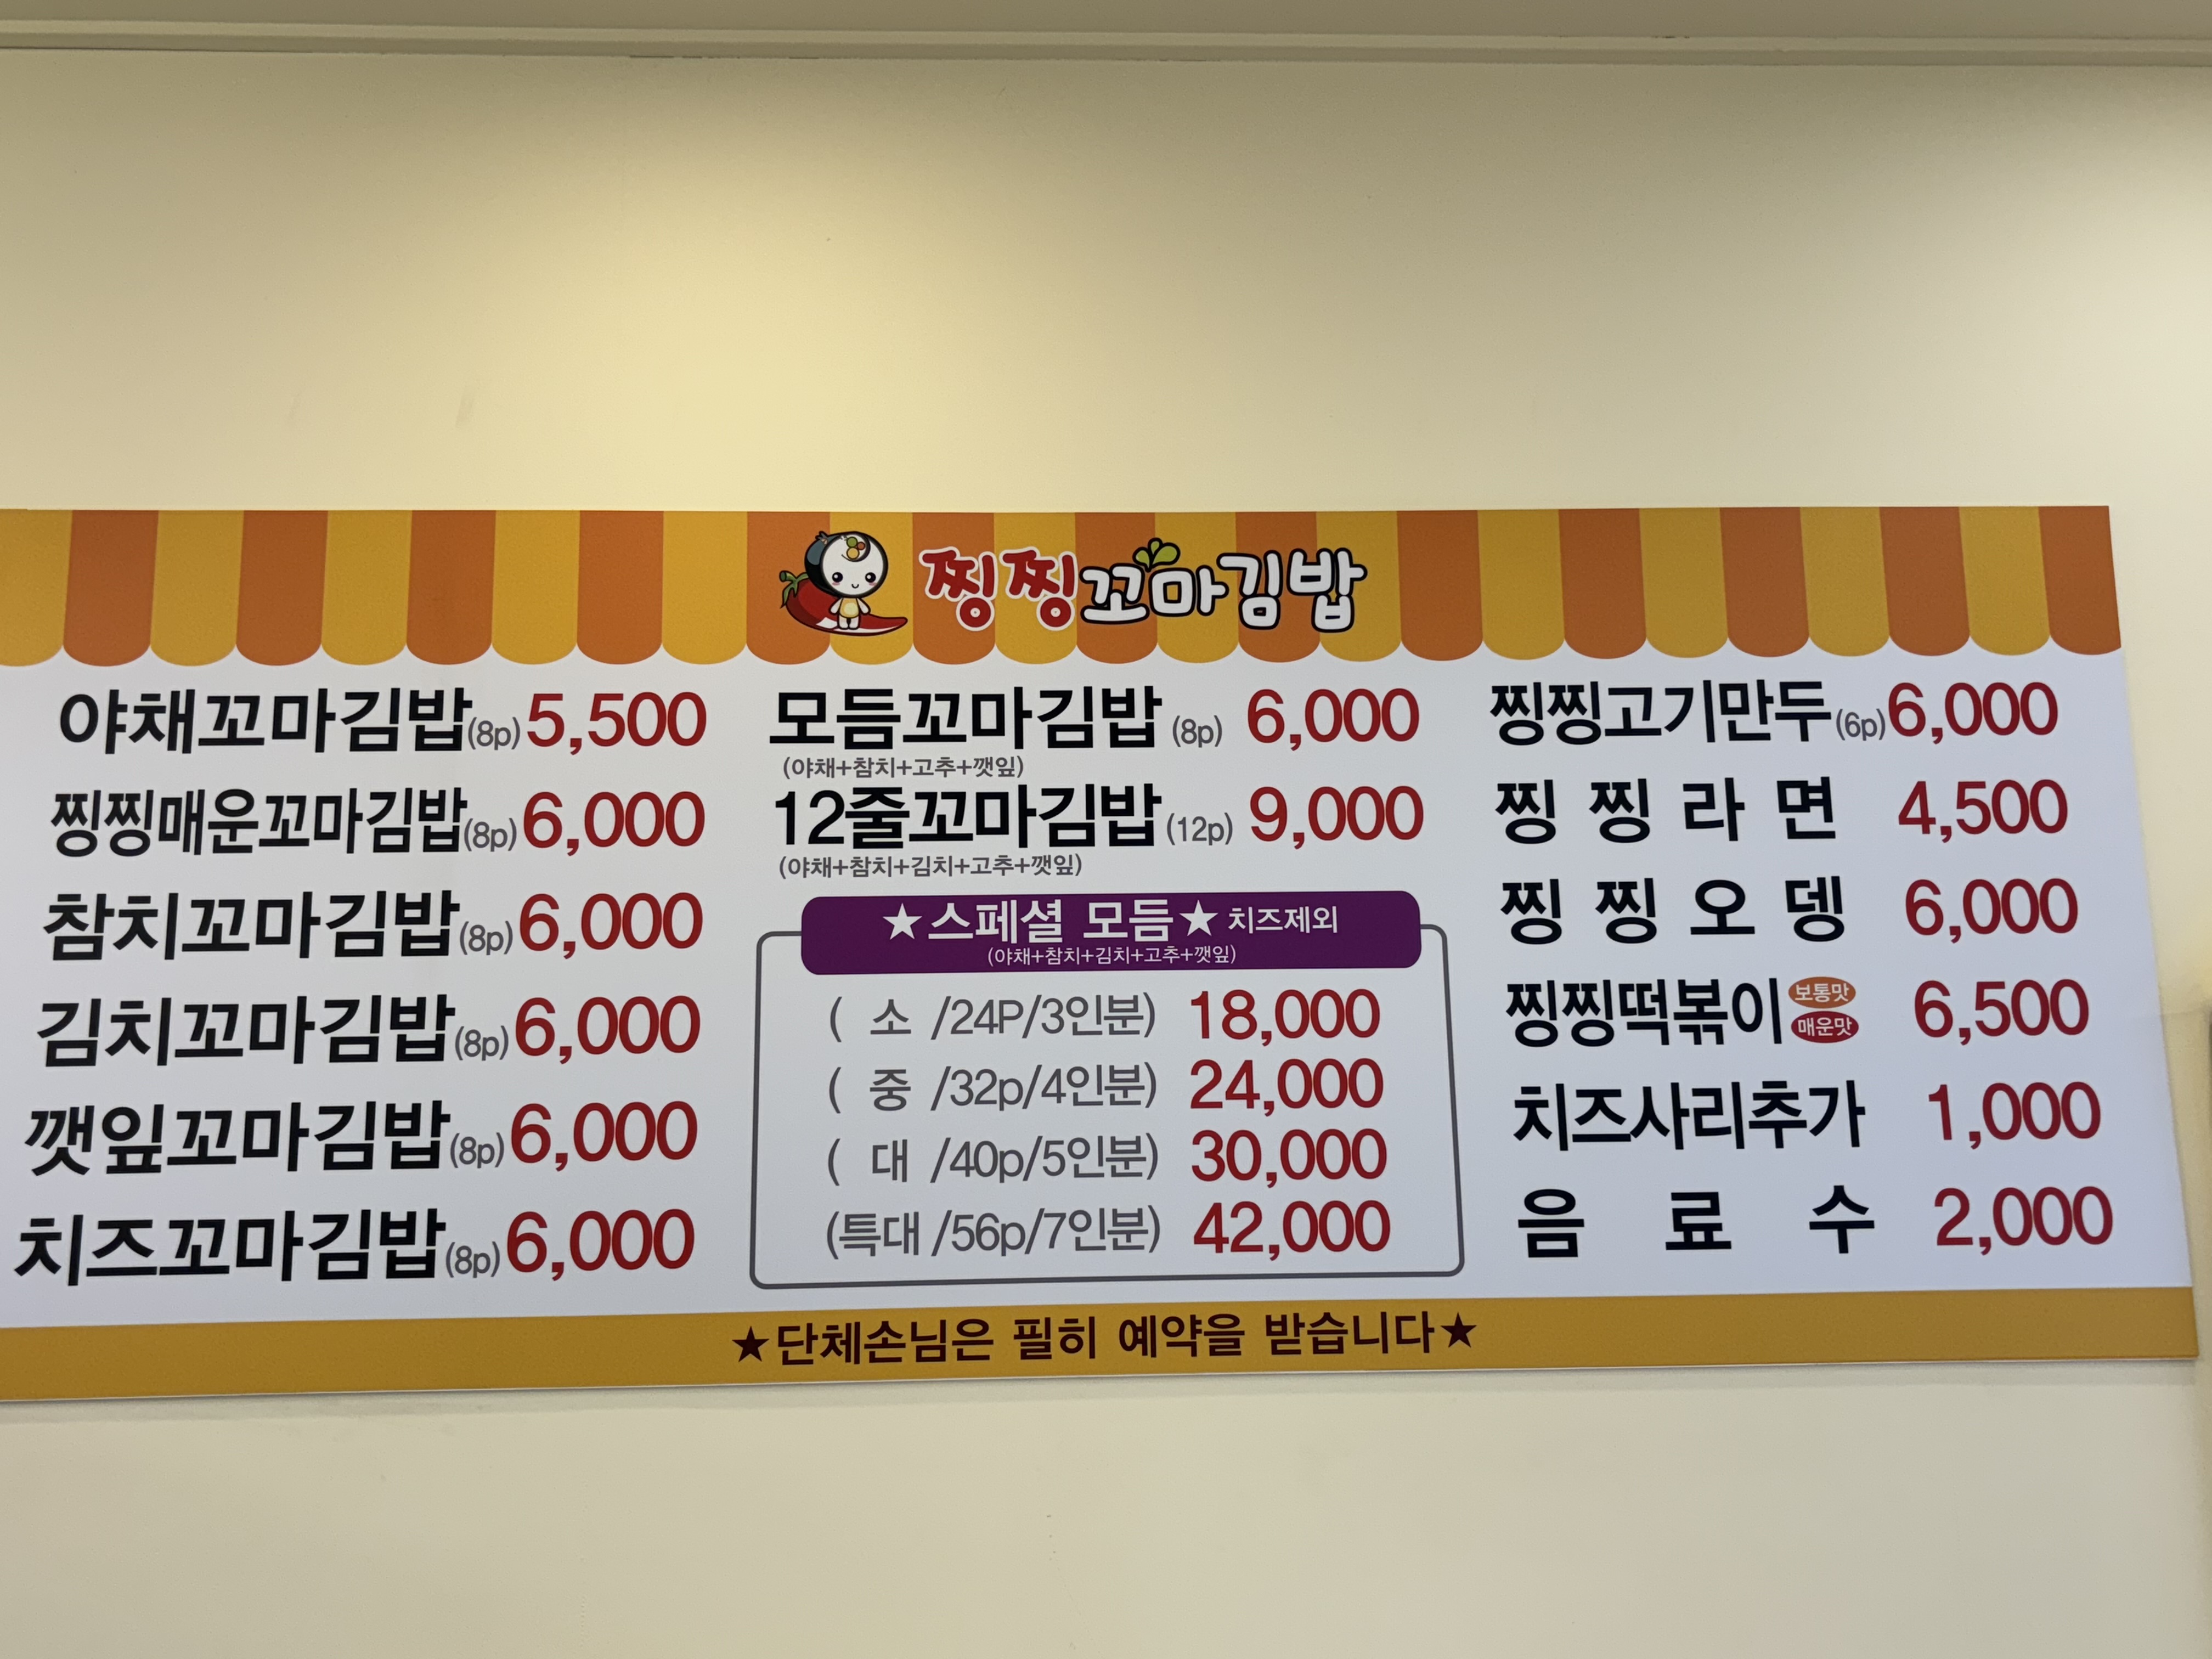 찡찡꼬마김밥
야채꼬마김밥(8p) 5,500
찡찡매운꼬마김밥(8p) 6,000
참치꼬마김밥(8p) 6,000
김치꼬마김밥(8p) 6,000
깻잎꼬마김밥(8p) 6,000
치즈꼬마김밥(8p) 6,000
모듬꼬마김밥 (8p) 6,000
(야채+참치+고추+깻잎)
12줄꼬마김밥 (12p) 9,000
(야채+참치+김치+고추+깻잎)
★스페셜 모듬★ 치즈제외
(야채+참치+김치+고추+깻잎)
( 소 /24P/3인분) 18,000
( 중 /32p/4인분) 24,000
( 대 /40p/5인분) 30,000
(특대 /56p/7인분) 42,000
찡찡고기만두(6p) 6,000
찡 찡 라 면 4,500
찡 찡 오 뎅 6,000
찡찡떡볶이 보통맛 매운맛 6,500
치즈사리추가 1,000
음 료 수 2,000
★단체손님은 필히 예약을 받습니다★